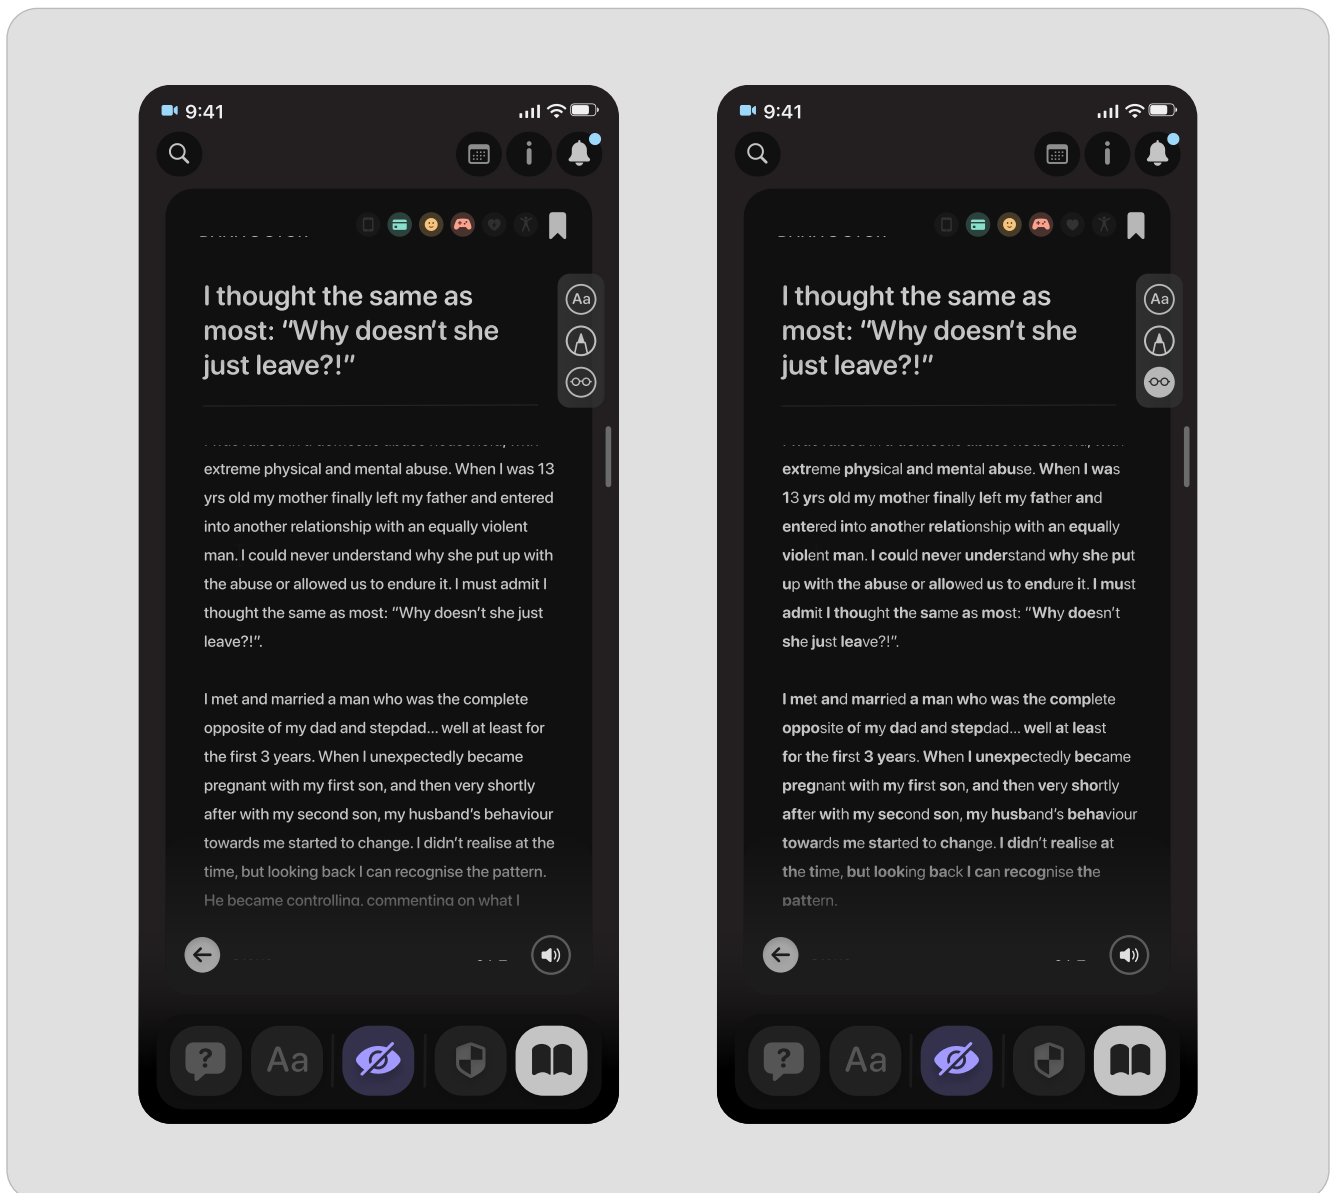 9:41
I thought the same as
most: “Why doesn’t she
just leave?!”
Aa
extreme physical and mental abuse. When I was 13
yrs old my mother finally left my father and entered
into another relationship with an equally violent
man. I could never understand why she put up with
the abuse or allowed us to endure it. I must admit I
thought the same as most: “Why doesn’t she just
leave?!”.
I met and married a man who was the complete
opposite of my dad and stepdad... well at least for
the first 3 years. When I unexpectedly became
pregnant with my first son, and then very shortly
after with my second son, my husband’s behaviour
towards me started to change. I didn’t realise at the
time, but looking back I can recognise the pattern.
He became controlling, commenting on what I
?
Aa
9:41
I thought the same as
most: “Why doesn’t she
just leave?!”
Aa
extreme physical and mental abuse. When I was
13 yrs old my mother finally left my father and
entered into another relationship with an equally
violent man. I could never understand why she put
up with the abuse or allowed us to endure it. I must
admit I thought the same as most: “Why doesn’t
she just leave?!”.
I met and married a man who was the complete
opposite of my dad and stepdad... well at least
for the first 3 years. When I unexpectedly became
pregnant with my first son, and then very shortly
after with my second son, my husband’s behaviour
towards me started to change. I didn’t realise at
the time, but looking back I can recognise the
pattern.
?
Aa